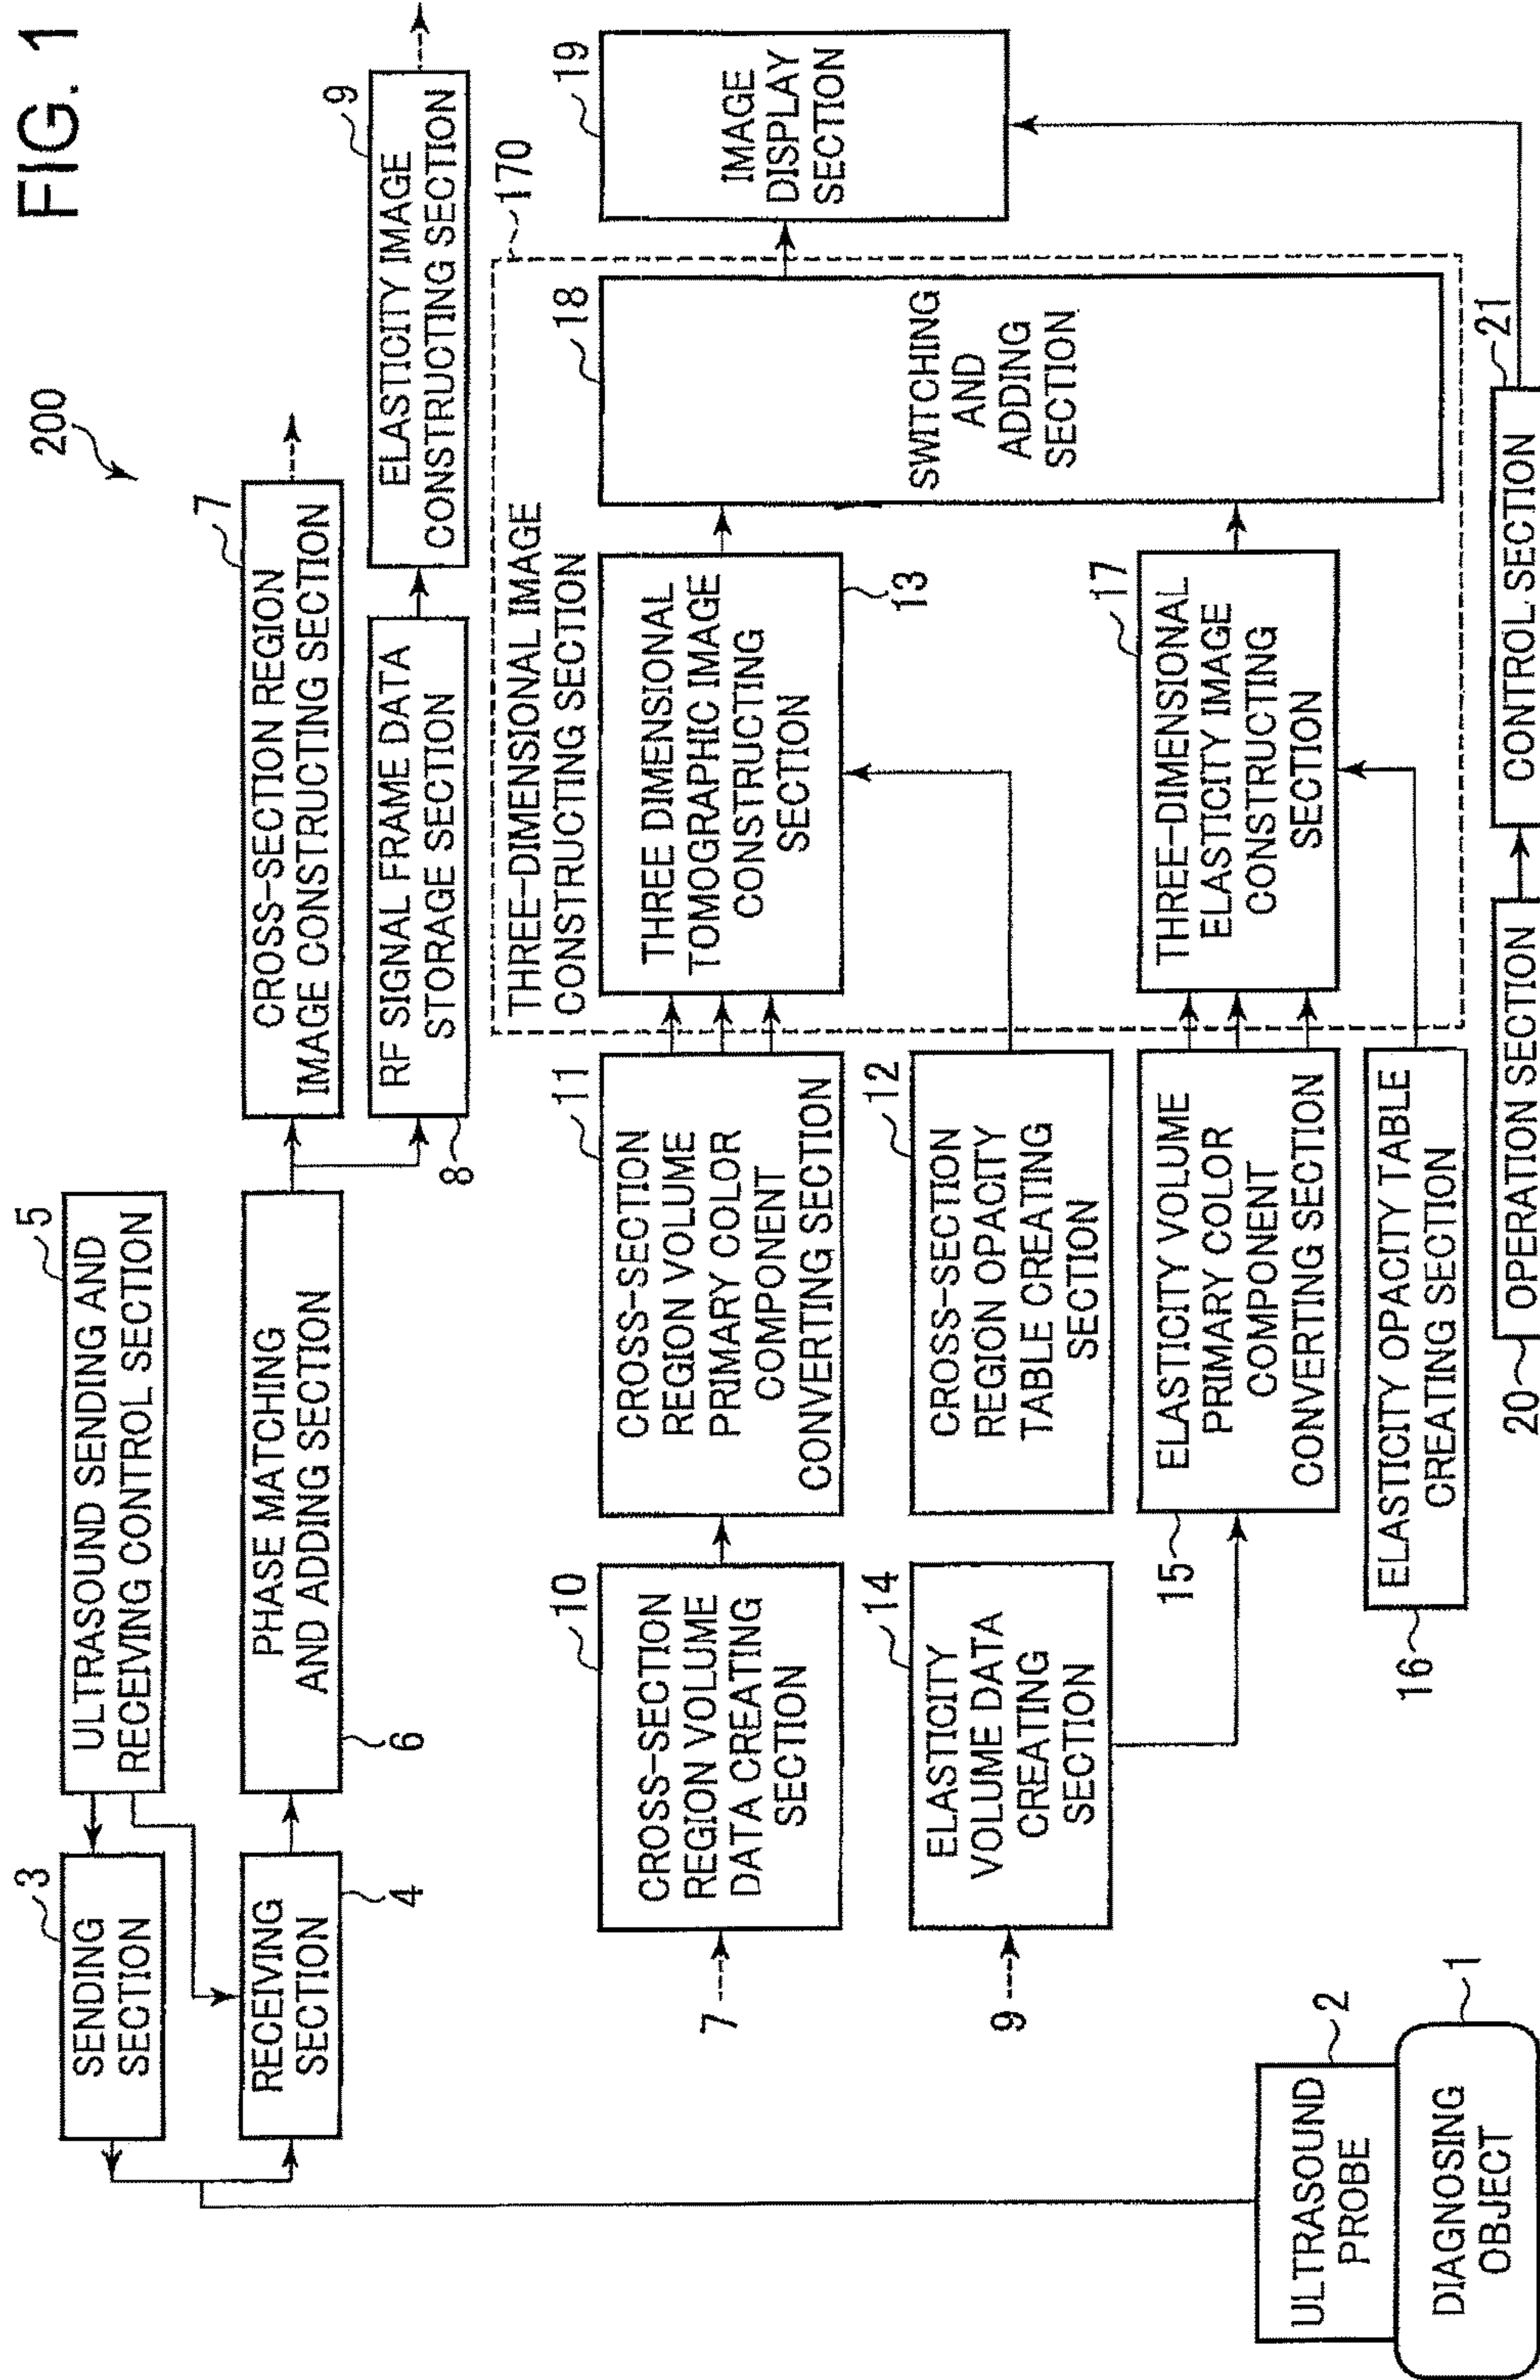 FIG. 1
200
3
SENDING
SECTION
5
ULTRASOUND SENDING AND
RECEIVING CONTROL SECTION
RECEIVING
SECTION
4
PHASE MATCHING
AND ADDING SECTION
6
7
CROSS-SECTION REGION
IMAGE CONSTRUCTING SECTION
8
RF SIGNAL FRAME DATA
STORAGE SECTION
9
ELASTICITY IMAGE
CONSTRUCTING SECTION
170
THREE-DIMENSIONAL IMAGE
CONSTRUCTING SECTION
7
10
CROSS-SECTION
REGION VOLUME
DATA CREATING
SECTION
11
CROSS-SECTION
REGION VOLUME
PRIMARY COLOR
COMPONENT
CONVERTING SECTION
THREE DIMENSIONAL
TOMOGRAPHIC IMAGE
CONSTRUCTING
SECTION
13
18
SWITCHING
AND
ADDING
SECTION
19
IMAGE
DISPLAY
SECTION
9
14
ELASTICITY
VOLUME DATA
CREATING
SECTION
12
CROSS-SECTION
REGION OPACITY
TABLE CREATING
SECTION
15
ELASTICITY VOLUME
PRIMARY COLOR
COMPONENT
CONVERTING SECTION
17
THREE-DIMENSIONAL
ELASTICITY IMAGE
CONSTRUCTING
SECTION
16
ELASTICITY OPACITY TABLE
CREATING SECTION
2
ULTRASOUND
PROBE
1
DIAGNOSING
OBJECT
20
OPERATION SECTION
21
CONTROL SECTION